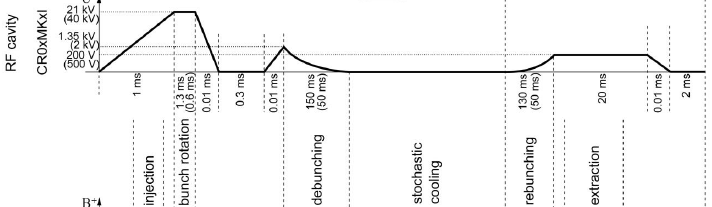 RF cavity
CR0xMKxI
21 kV
(40 kV)
1.35 kV
(2 kV)
200 V
(500 V)
1 ms
1.3 ms
(0.6 ms)
0.01 ms
0.3 ms
0.01 ms
150 ms
(50 ms)
130 ms
(50 ms)
20 ms
0.01 ms
2 ms
injection
bunch rotation
debunching
stochastic
cooling
rebunching
extraction
B